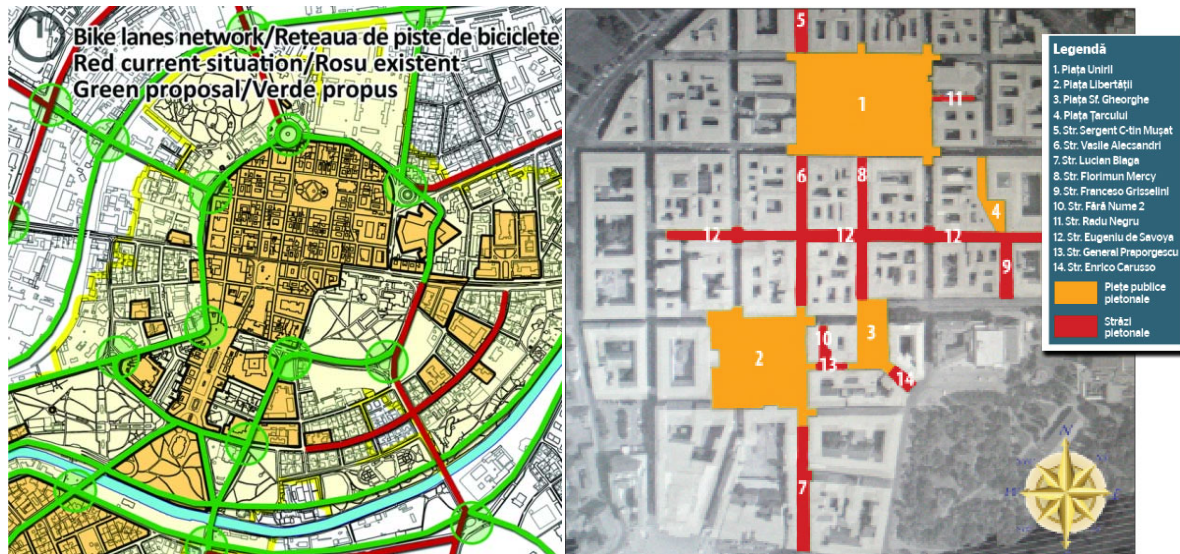 Bike lanes network/Reteaua de piste de biciclete
Red current situation/Rosu existent
Green proposal/Verde propus
5
1
11
6
8
4
12
12
12
9
10
3
2
13
14
7
N
Legendă
1. Piața Unirii
2. Piața Libertății
3. Piața Sf. Gheorghe
4. Piața Țarcului
5. Str. Sergent C-tin Mușat
6. Str. Vasile Alecsandri
7. Str. Lucian Blaga
8. Str. Florimun Mercy
9. Str. Franceso Grisselini
10. Str. Fără Nume 2
11. Str. Radu Negru
12. Str. Eugeniu de Savoya
13. Str. General Praporgescu
14. Str. Enrico Carusso
Piețe publice
pietonale
Străzi
pietonale